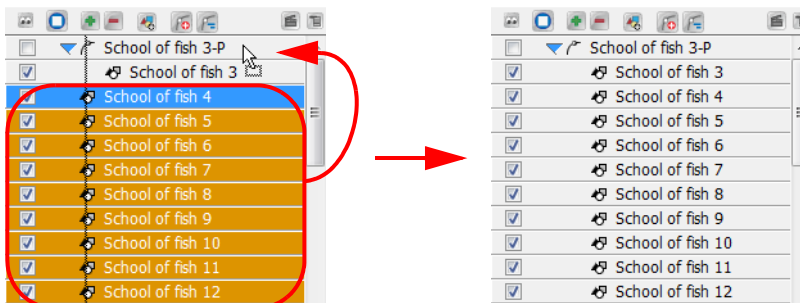 School of fish 3-P
School of fish 3
School of fish 4
School of fish 5
School of fish 6
School of fish 7
School of fish 8
School of fish 9
School of fish 10
School of fish 11
School of fish 12
School of fish 3-P
School of fish 3
School of fish 4
School of fish 5
School of fish 6
School of fish 7
School of fish 8
School of fish 9
School of fish 10
School of fish 11
School of fish 12